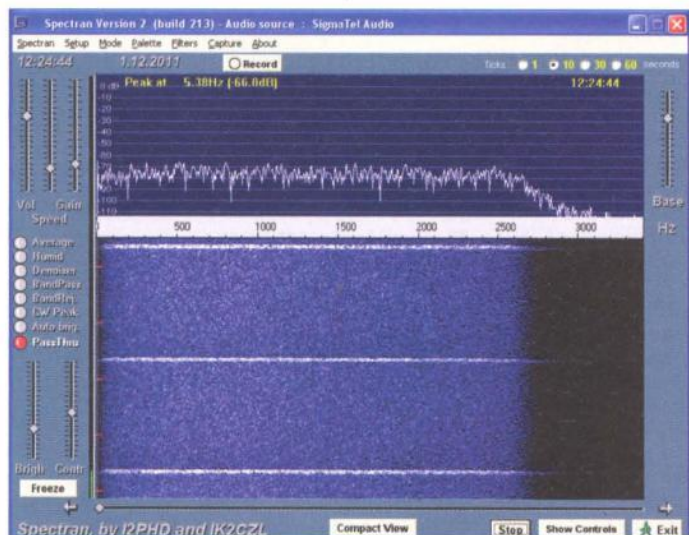 Spectran Version 2 (build 213) - Audio source : SigmaTel Audio
Spectran Setup Mode Palette Filters Capture About
12:24:44 1.12.2011 Record Ticks 1 10 30 60 seconds
Peak at 5.38Hz (-66.0dB) 12:24:44
0 dB
-10
-20
-30
-40
-50
-60
-70
-80
-90
-100
-110
Vol Gain
Speed
Base
Hz
500 1000 1500 2000 2500 3000
Average
Humid
Denoiser
BandPass
BandRej
CW Peak
Auto brig.
PassThru
Brigh Contr
Freeze
Spectran, by I2PHD and IK2CZL Compact View Stop Show Controls Exit